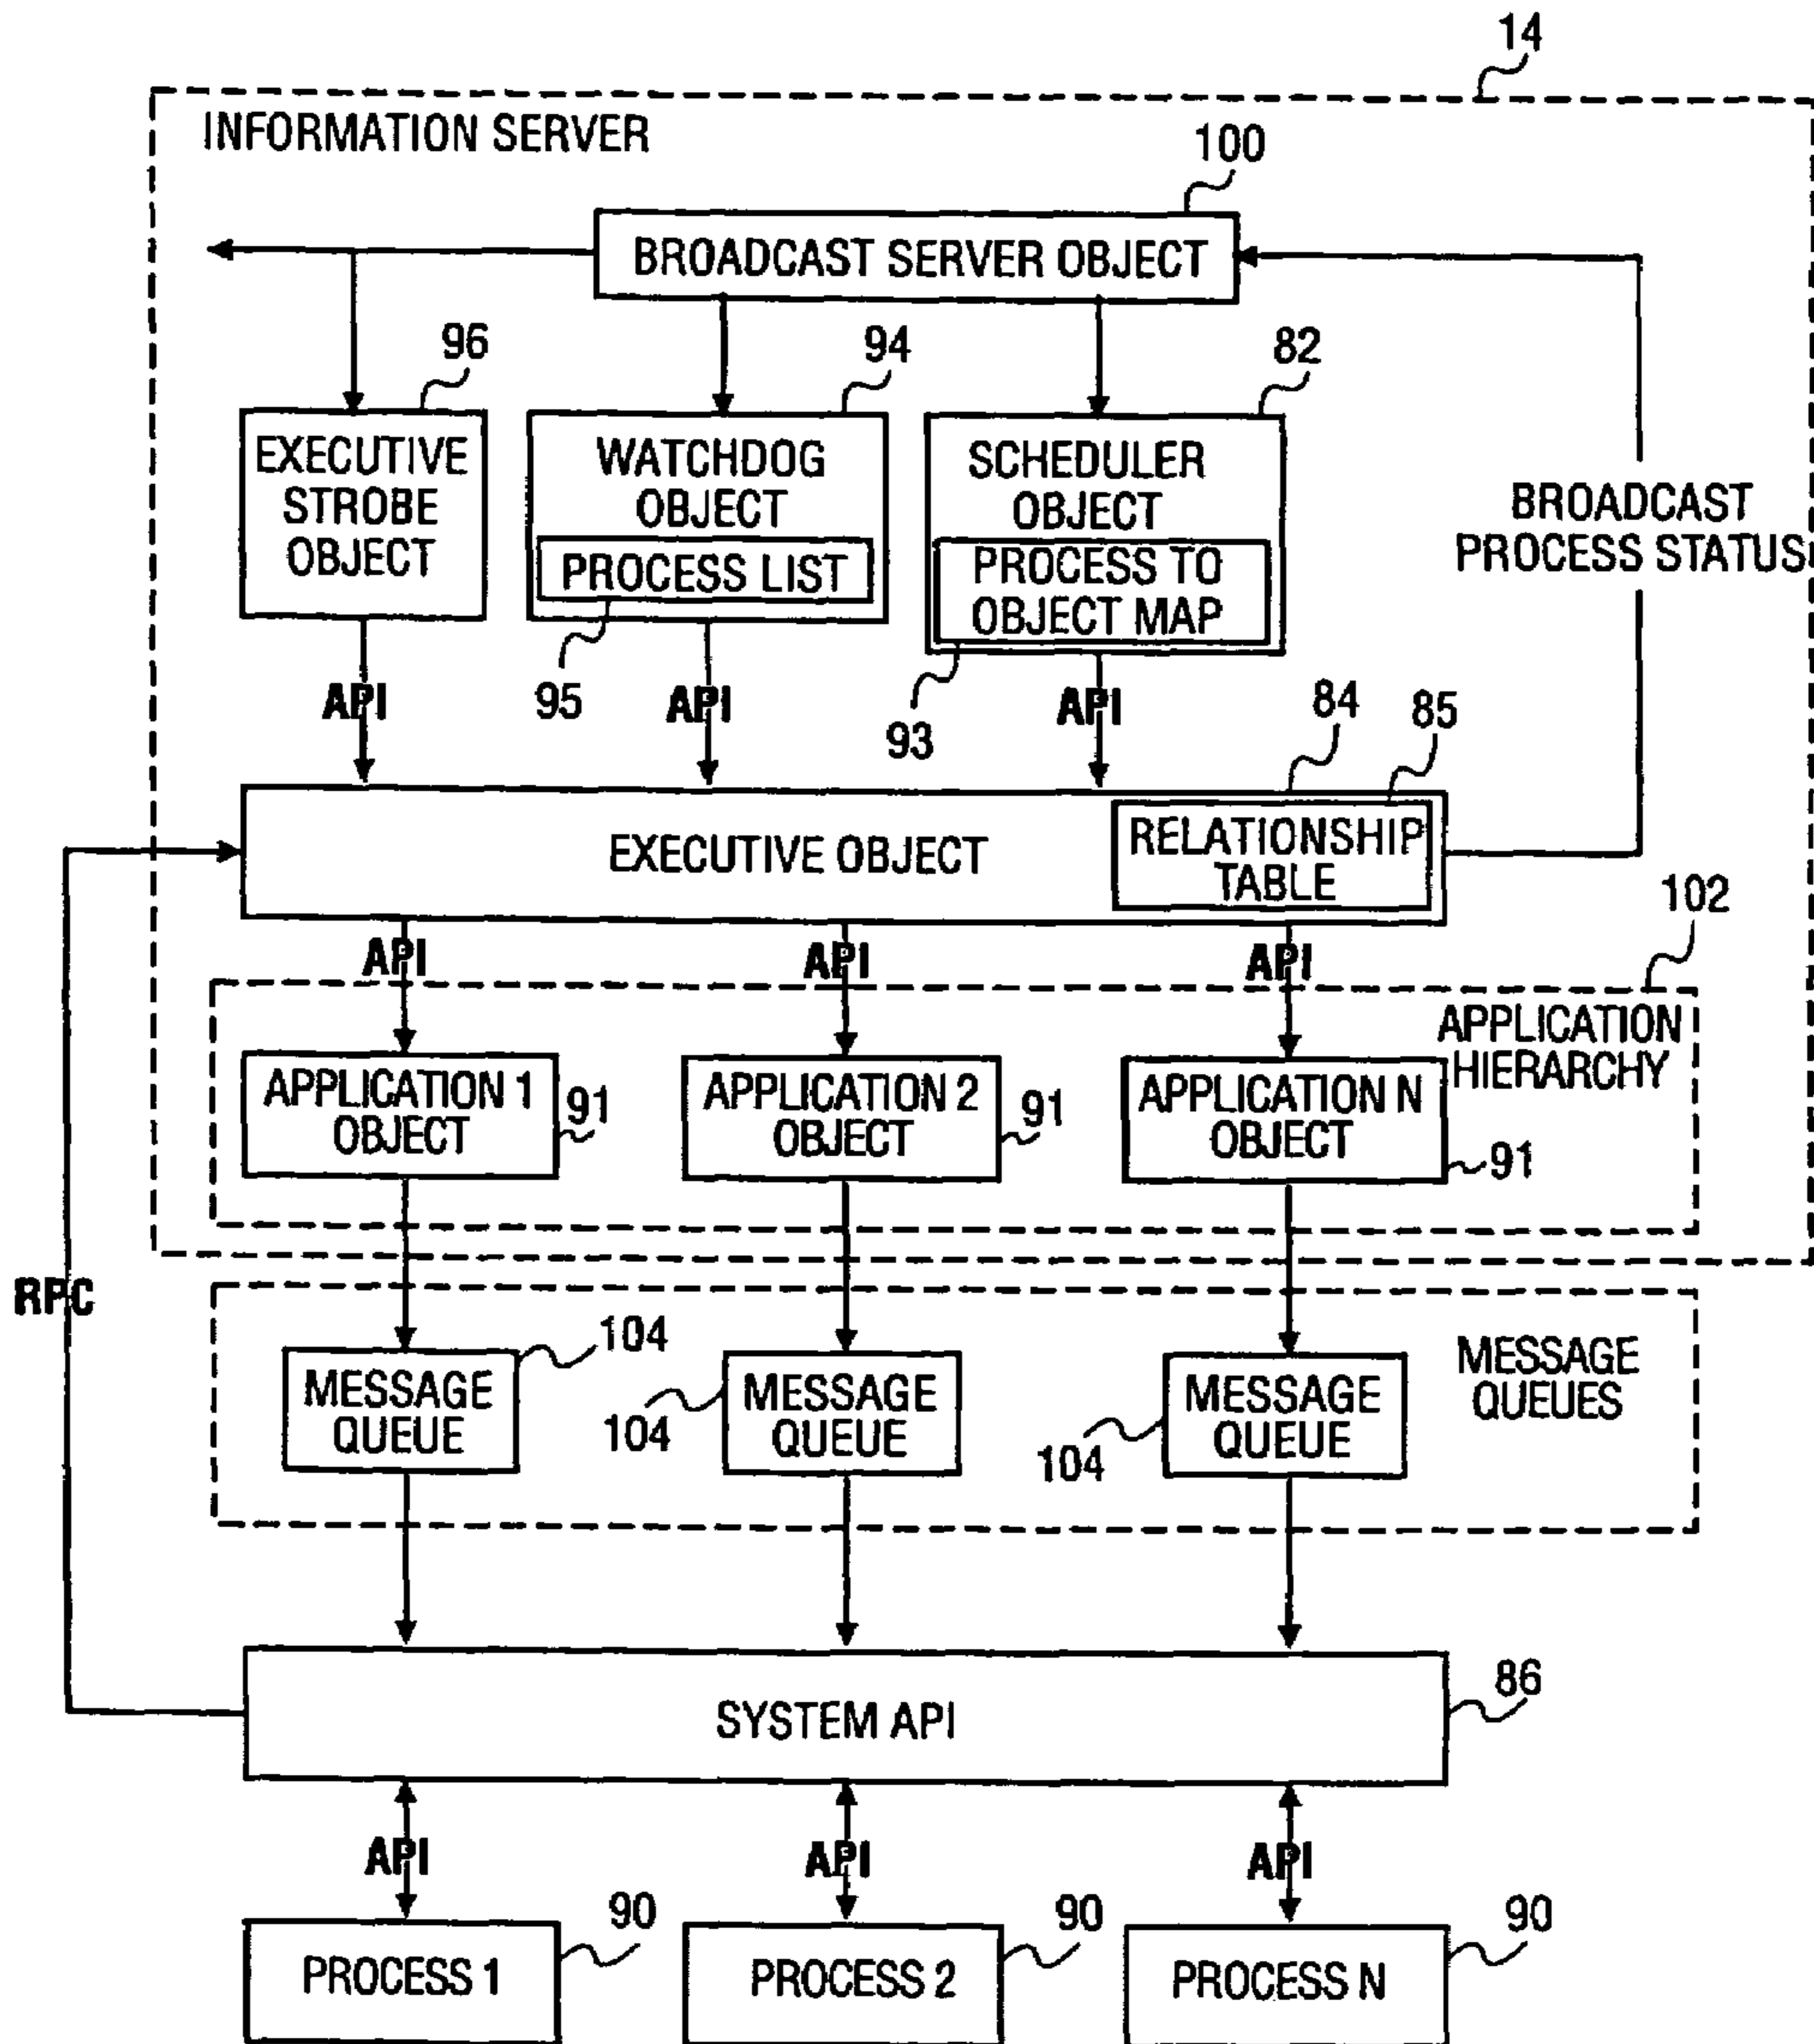 14
INFORMATION SERVER
100
BROADCAST SERVER OBJECT
96
94
82
EXECUTIVE
STROBE
OBJECT
WATCHDOG
OBJECT
PROCESS LIST
SCHEDULER
OBJECT
PROCESS TO
OBJECT MAP
BROADCAST
PROCESS STATUS
API
95
API
93
API
84
85
EXECUTIVE OBJECT
RELATIONSHIP
TABLE
102
API
API
API
APPLICATION
HIERARCHY
APPLICATION 1
OBJECT
91
APPLICATION 2
OBJECT
91
APPLICATION N
OBJECT
91
RPC
MESSAGE
QUEUE
104
104
MESSAGE
QUEUE
104
MESSAGE
QUEUE
MESSAGE
QUEUES
SYSTEM API
86
API
API
API
PROCESS 1
90
PROCESS 2
90
PROCESS N
90